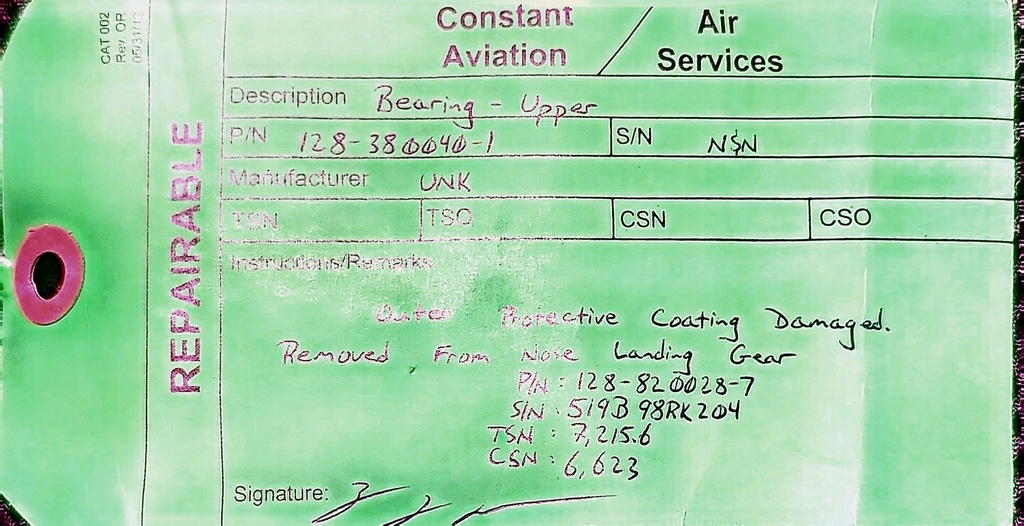 CAT 002
Rev. OR
05/31/12
REPAIRABLE
Constant Aviation / Air Services
Description Bearing - Upper
P/N 128-380040-1 S/N NSN
Manufacturer UNK
TSN TSO CSN CSO
Instructions/Remarks
Outer Protective Coating Damaged.
Removed From Nose Landing Gear
P/N : 128-820028-7
S/N : 519B98RK204
TSN : 7,215.6
CSN : 6,623
Signature: